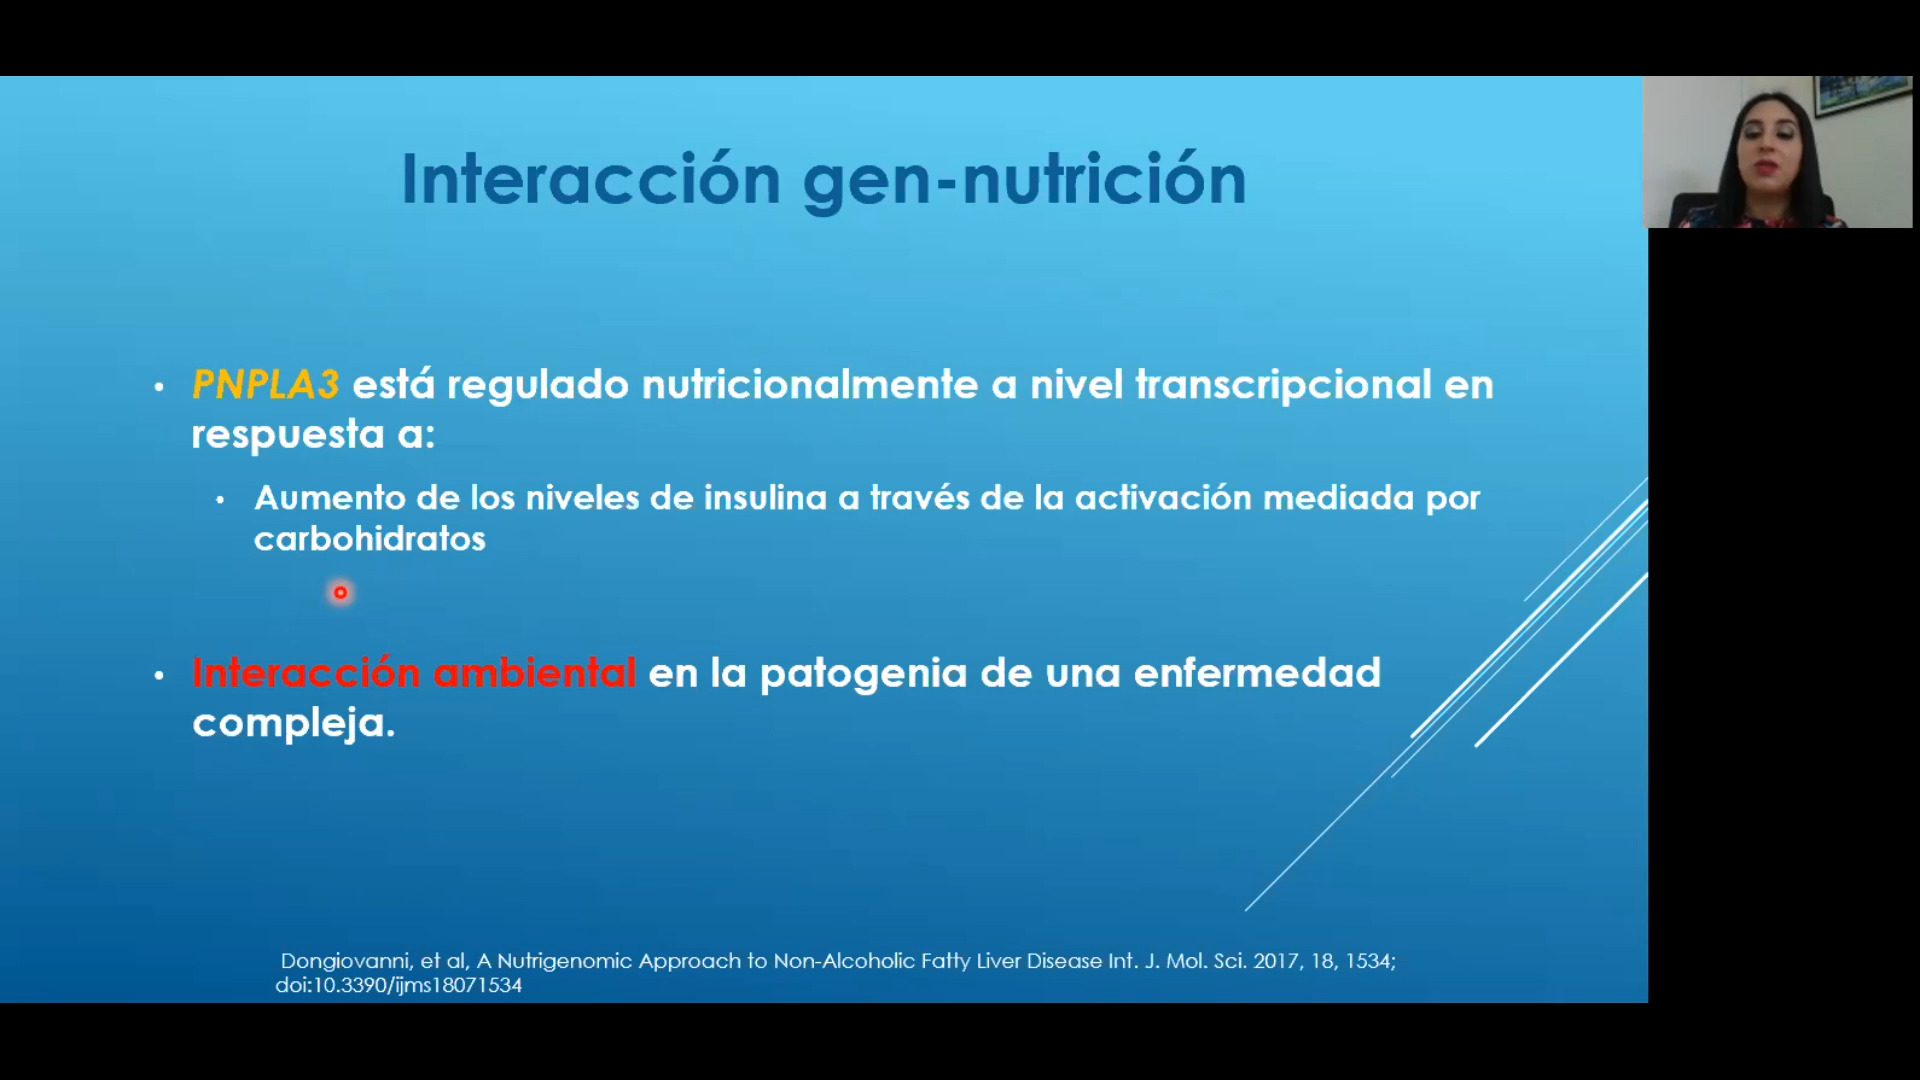 Interacción gen-nutrición
• PNPLA3 está regulado nutricionalmente a nivel transcripcional en
respuesta a:
• Aumento de los niveles de insulina a través de la activación mediada por
carbohidratos
• Interacción ambiental en la patogenia de una enfermedad
compleja.
Dongiovanni, et al, A Nutrigenomic Approach to Non-Alcoholic Fatty Liver Disease Int. J. Mol. Sci. 2017, 18, 1534;
doi:10.3390/ijms18071534